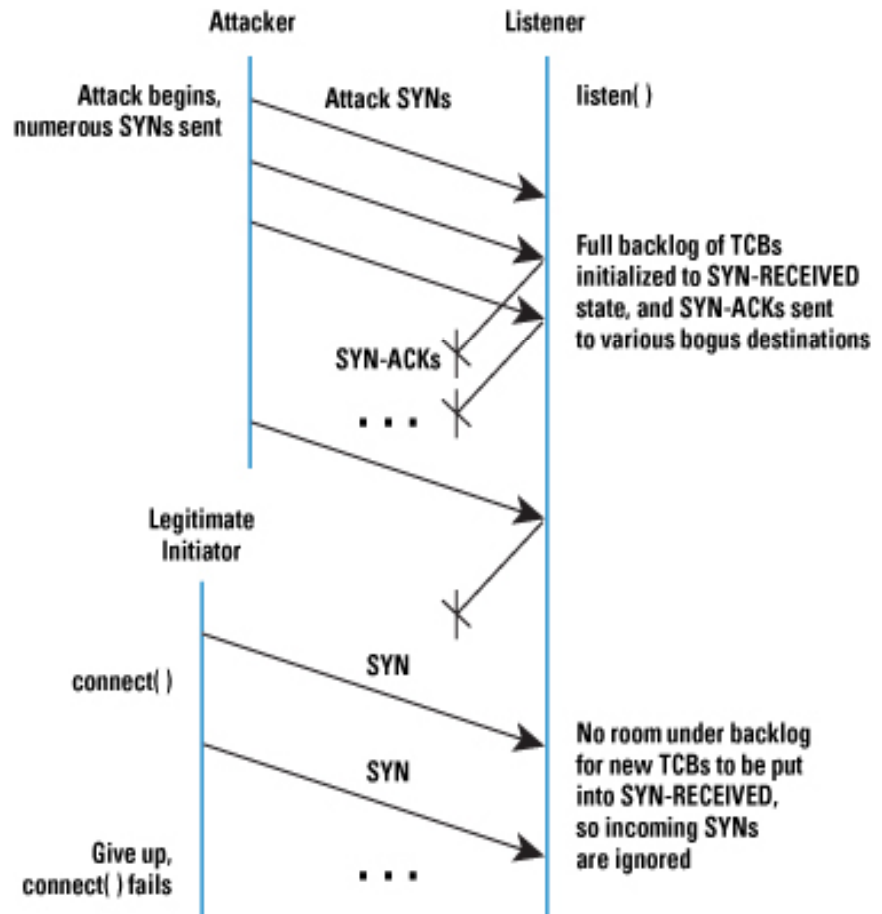 Attacker
Listener
Attack begins,
numerous SYNs sent
Attack SYNs
listen( )
Full backlog of TCBs
initialized to SYN-RECEIVED
state, and SYN-ACKs sent
to various bogus destinations
SYN-ACKs
. . .
Legitimate
Initiator
connect( )
SYN
SYN
No room under backlog
for new TCBs to be put
into SYN-RECEIVED,
so incoming SYNs
are ignored
Give up,
connect( ) fails
. . .